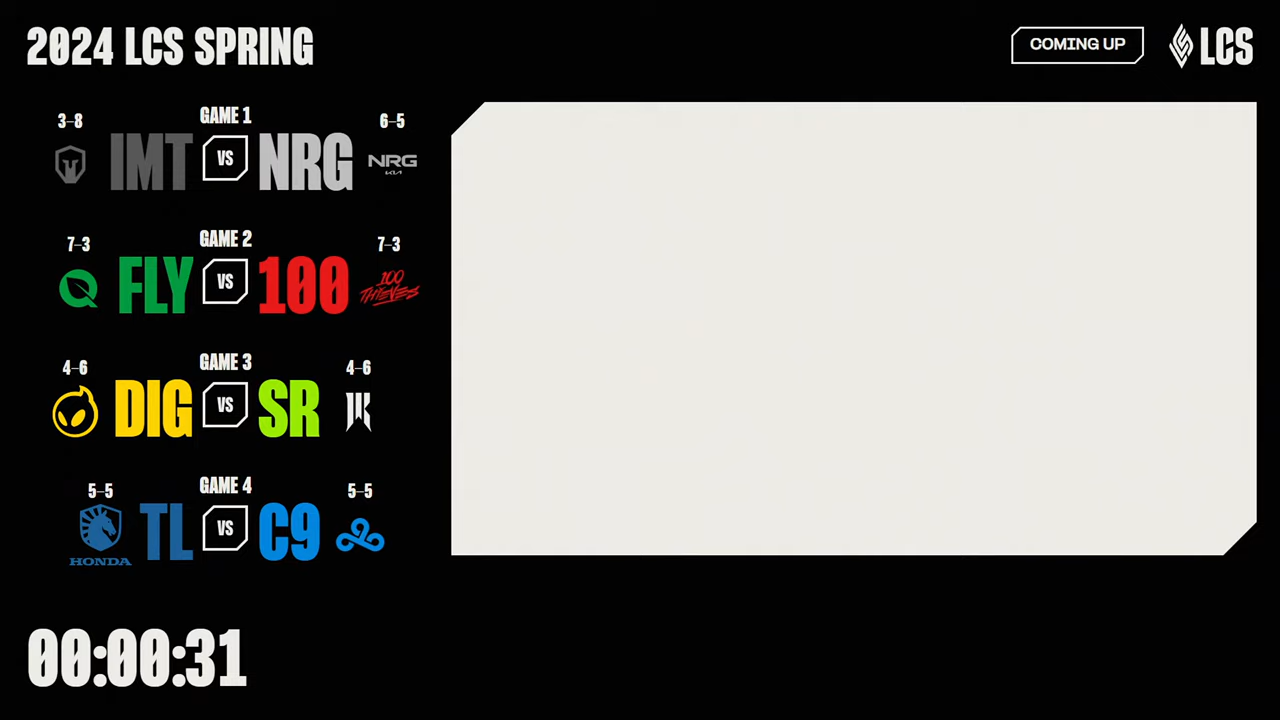 2024 LCS SPRING
COMING UP
LCS
GAME 1
3–8
6–5
IMT
VS
NRG
NRG
KIA
GAME 2
7–3
7–3
FLY
VS
100
100
THIEVES
GAME 3
4–6
4–6
DIG
VS
SR
GAME 4
5–5
5–5
TL
VS
C9
HONDA
00:00:31